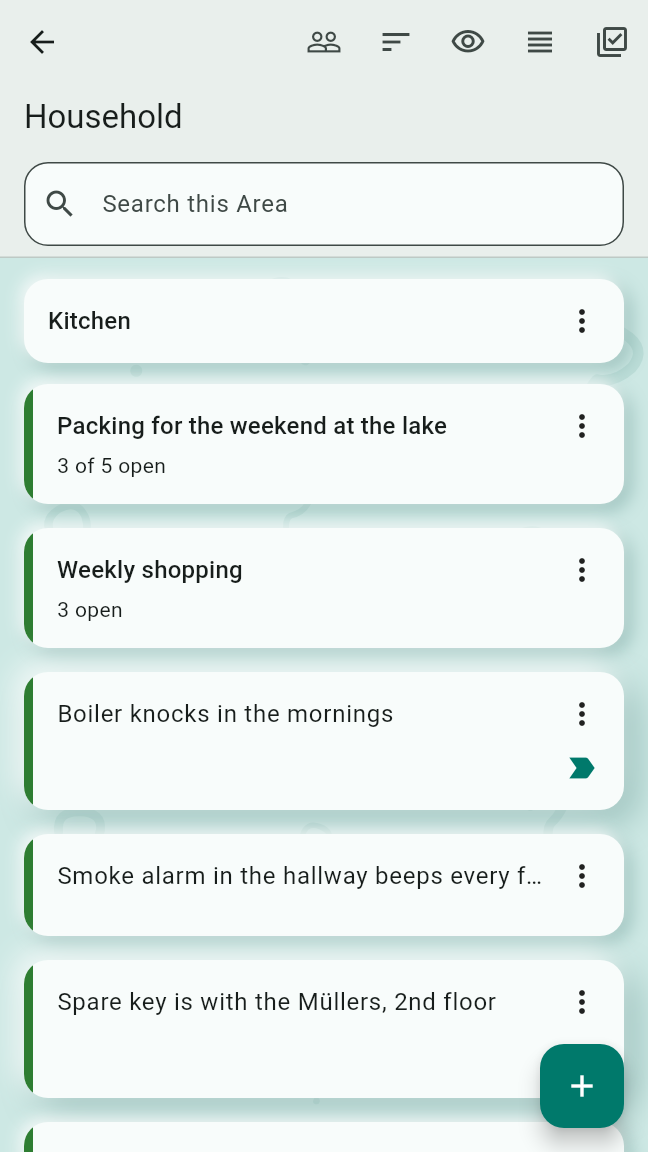 Household
Search this Area
Kitchen
Packing for the weekend at the lake
3 of 5 open
Weekly shopping
3 open
Boiler knocks in the mornings
Smoke alarm in the hallway beeps every f…
Spare key is with the Müllers, 2nd floor